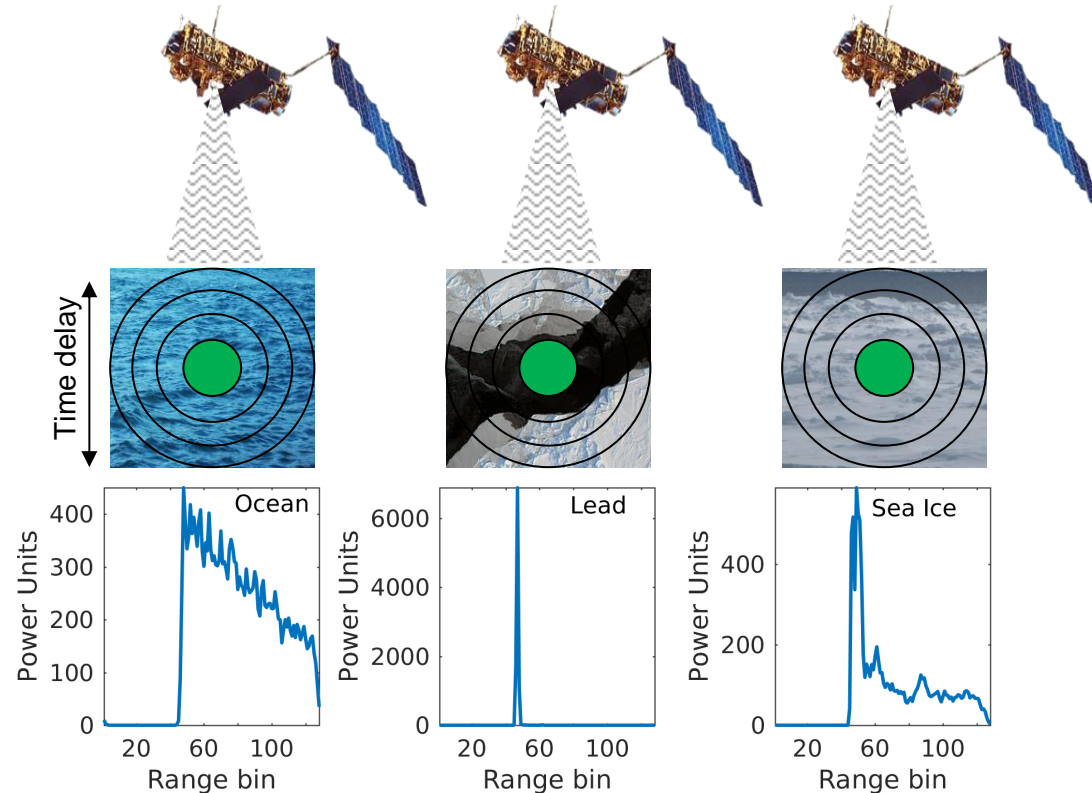 Time delay
Ocean
Power Units
400
300
200
100
0
20 60 100
Range bin
Lead
Power Units
6000
4000
2000
0
20 60 100
Range bin
Sea Ice
Power Units
400
200
0
20 60 100
Range bin